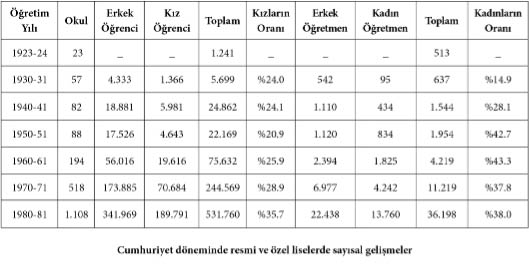 Öğretim Yılı Okul Erkek Öğrenci Kız Öğrenci Toplam Kızların Oranı Erkek Öğretmen Kadın Öğretmen Toplam Kadınların Oranı
1923-24 23 _ _ 1.241 _ _ _ 513 _
1930-31 57 4.333 1.366 5.699 %24.0 542 95 637 %14.9
1940-41 82 18.881 5.981 24.862 %24.1 1.110 434 1.544 %28.1
1950-51 88 17.526 4.643 22.169 %20.9 1.120 834 1.954 %42.7
1960-61 194 56.016 19.616 75.632 %25.9 2.394 1.825 4.219 %43.3
1970-71 518 173.885 70.684 244.569 %28.9 6.977 4.242 11.219 %37.8
1980-81 1.108 341.969 189.791 531.760 %35.7 22.438 13.760 36.198 %38.0
Cumhuriyet döneminde resmi ve özel liselerde sayısal gelişmeler